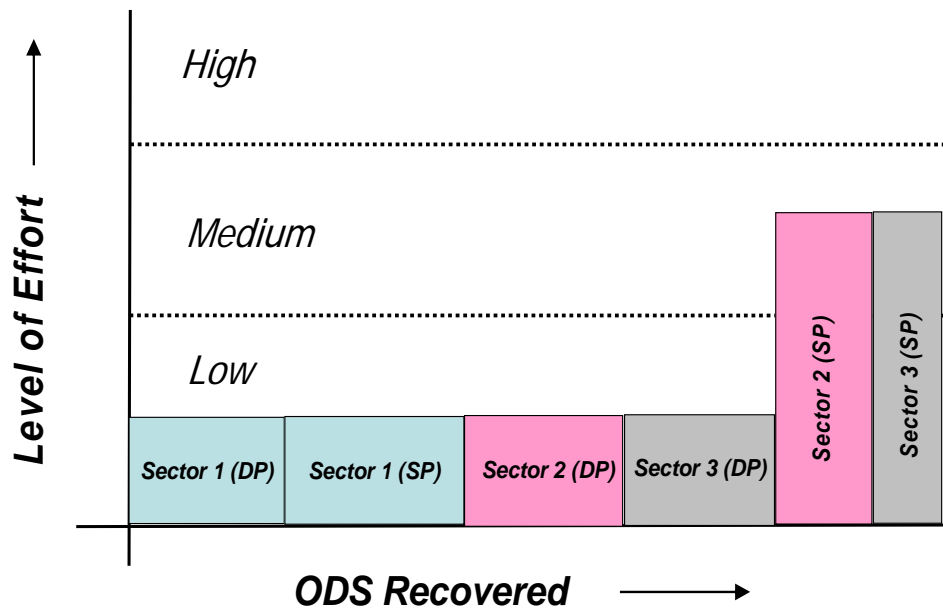 High
Medium
Low
Level of Effort
Sector 1 (DP)
Sector 1 (SP)
Sector 2 (DP)
Sector 3 (DP)
Sector 2 (SP)
Sector 3 (SP)
ODS Recovered